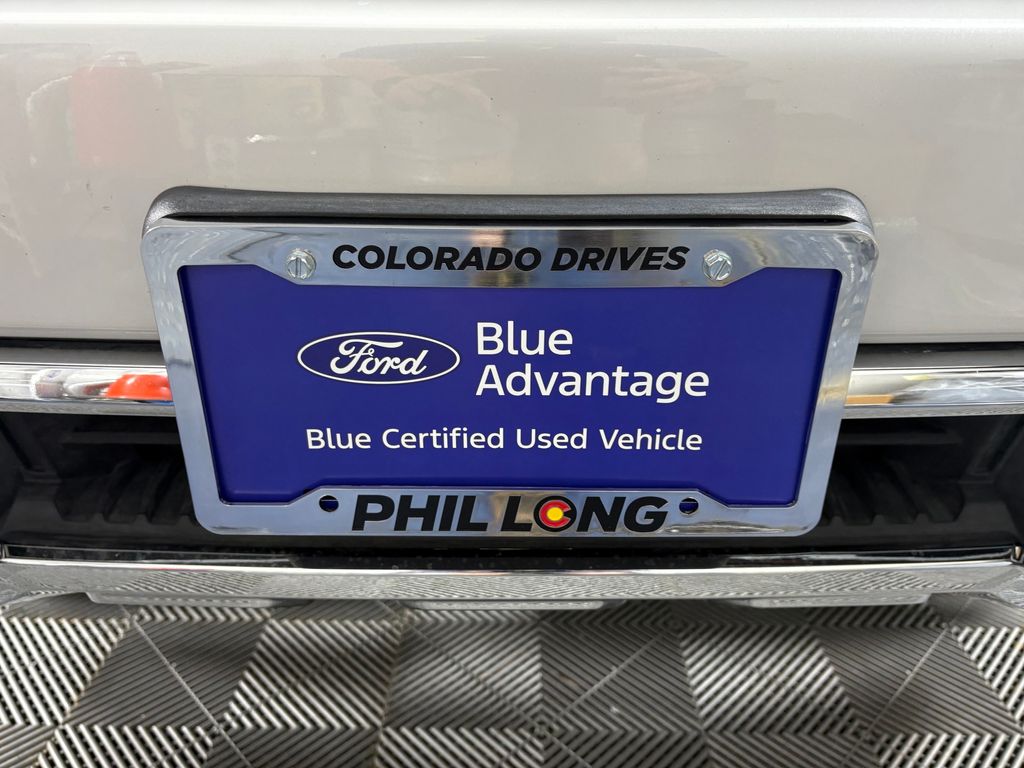 COLORADO DRIVES
Ford
Blue
Advantage
Blue Certified Used Vehicle
PHIL LONG